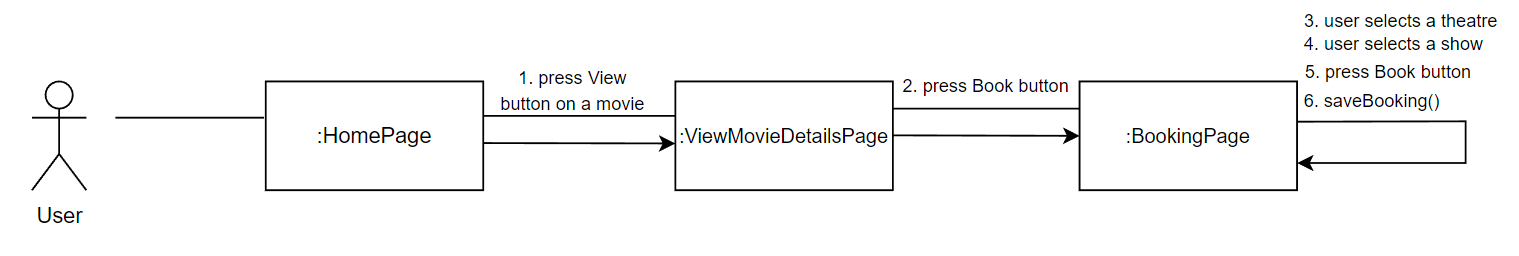 User
:HomePage
1. press View
button on a movie
:ViewMovieDetailsPage
2. press Book button
:BookingPage
3. user selects a theatre
4. user selects a show
5. press Book button
6. saveBooking()